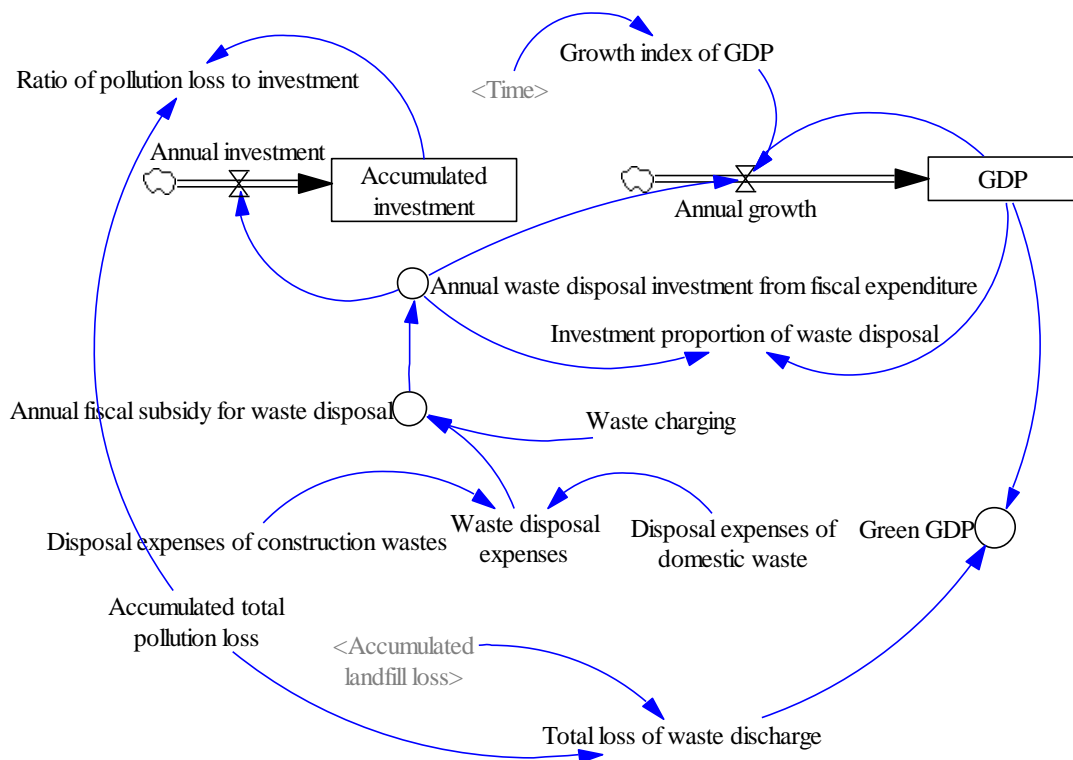 Growth index of GDP
Ratio of pollution loss to investment
<Time>
Annual investment
Accumulated
investment
GDP
Annual growth
Annual waste disposal investment from fiscal expenditure
Investment proportion of waste disposal
Annual fiscal subsidy for waste disposal
Waste charging
Disposal expenses of construction wastes
Waste disposal
expenses
Disposal expenses of
domestic waste
Green GDP
Accumulated total
pollution loss
<Accumulated
landfill loss>
Total loss of waste discharge